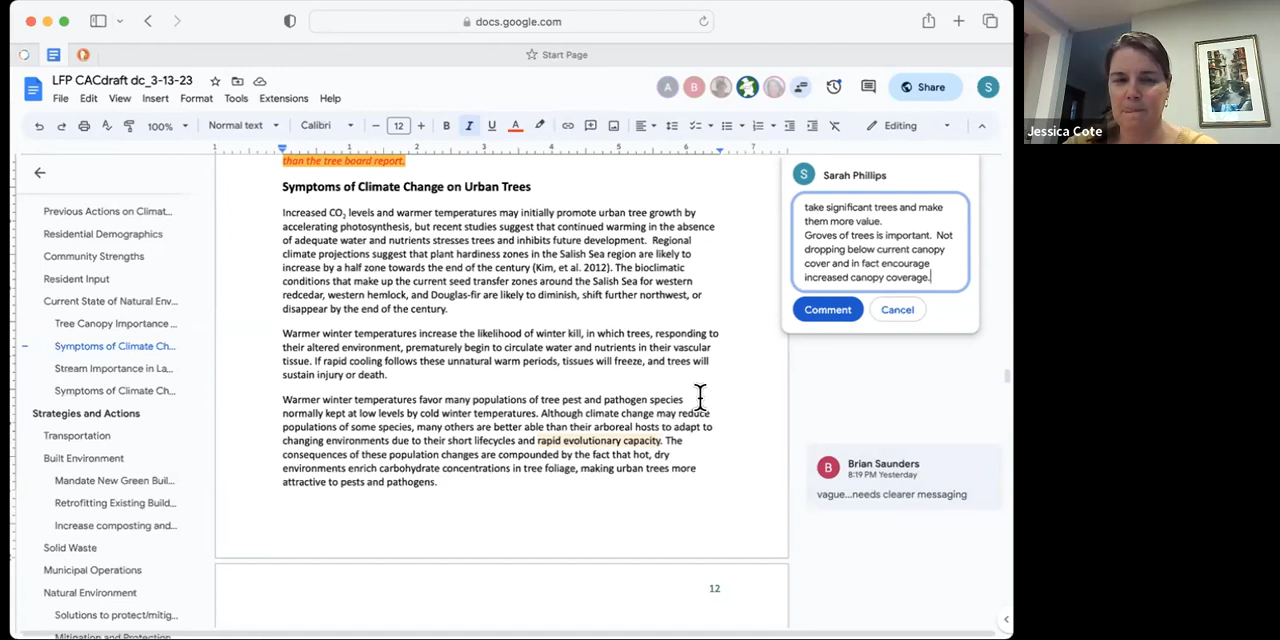 docs.google.com
Start Page
LFP CACdraft dc_3-13-23
File Edit View Insert Format Tools Extensions Help
A B Share S
100% Normal text Calibri 12 B I U A Editing
1 1 2 3 4 5 6 7
Previous Actions on Climat...
Residential Demographics
Community Strengths
Resident Input
Current State of Natural Env...
Tree Canopy Importance ...
Symptoms of Climate Ch...
Stream Importance in La...
Symptoms of Climate Ch...
Strategies and Actions
Transportation
Built Environment
Mandate New Green Buil...
Retrofitting Existing Build...
Increase composting and...
Solid Waste
Municipal Operations
Natural Environment
Solutions to protect/mitig...
Mitigation and Protection
than the tree board report.
Symptoms of Climate Change on Urban Trees
Increased CO2 levels and warmer temperatures may initially promote urban tree growth by
accelerating photosynthesis, but recent studies suggest that continued warming in the absence
of adequate water and nutrients stresses trees and inhibits future development. Regional
climate projections suggest that plant hardiness zones in the Salish Sea region are likely to
increase by a half zone towards the end of the century (Kim, et al. 2012). The bioclimatic
conditions that make up the current seed transfer zones around the Salish Sea for western
redcedar, western hemlock, and Douglas-fir are likely to diminish, shift further northwest, or
disappear by the end of the century.
Warmer winter temperatures increase the likelihood of winter kill, in which trees, responding to
their altered environment, prematurely begin to circulate water and nutrients in their vascular
tissue. If rapid cooling follows these unnatural warm periods, tissues will freeze, and trees will
sustain injury or death.
Warmer winter temperatures favor many populations of tree pest and pathogen species
normally kept at low levels by cold winter temperatures. Although climate change may reduce
populations of some species, many others are better able than their arboreal hosts to adapt to
changing environments due to their short lifecycles and rapid evolutionary capacity. The
consequences of these population changes are compounded by the fact that hot, dry
environments enrich carbohydrate concentrations in tree foliage, making urban trees more
attractive to pests and pathogens.
12
S Sarah Phillips
take significant trees and make
them more value.
Groves of trees is important. Not
dropping below current canopy
cover and in fact encourage
increased canopy coverage.
Comment Cancel
B Brian Saunders
8:19 PM Yesterday
vague...needs clearer messaging
Jessica Cote